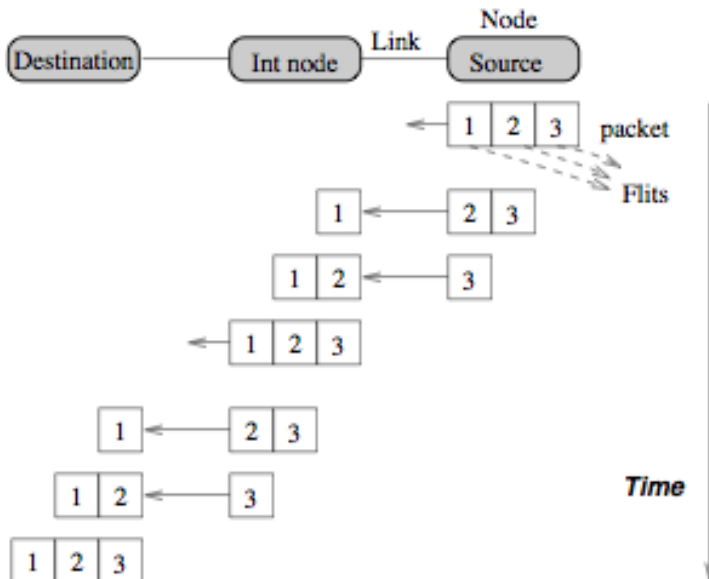 Node
Link
Destination Int node Source
1 2 3 packet
Flits
1 2 3
1 2 3
1 2 3
1 2 3
1 2 3
Time
1 2 3